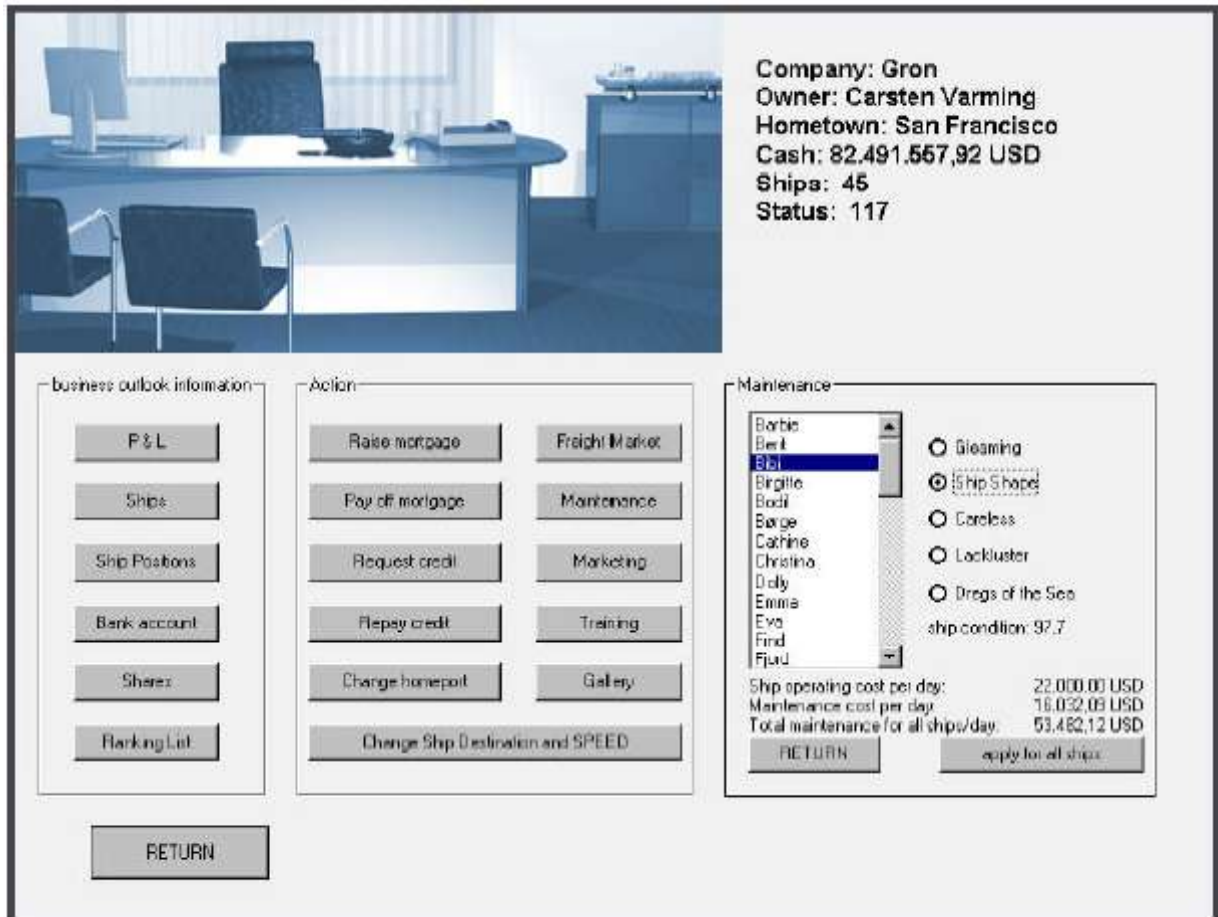 Company: Gron
Owner: Carsten Varming
Hometown: San Francisco
Cash: 82.491.557,92 USD
Ships: 45
Status: 117
business outlook information
P & L
Ships
Ship Positions
Bank account
Shares
Ranking List
RETURN
Action
Raise mortgage
Freight Market
Pay off mortgage
Maintenance
Request credit
Marketing
Repay credit
Training
Change homeport
Gallery
Change Ship Destination and SPEED
Maintenance
Barbie
Berit
Bibi
Birgitte
Bodil
Børge
Cathine
Christina
Dolly
Emma
Eva
Find
Fjord
Gleaming
Ship Shape
Careless
Lackluster
Dregs of the Sea
ship condition: 97,7
Ship operating cost per day: 22.000,00 USD
Maintenance cost per day: 16.032,09 USD
Total maintenance for all ships/day: 53.482,12 USD
RETURN
apply for all ships